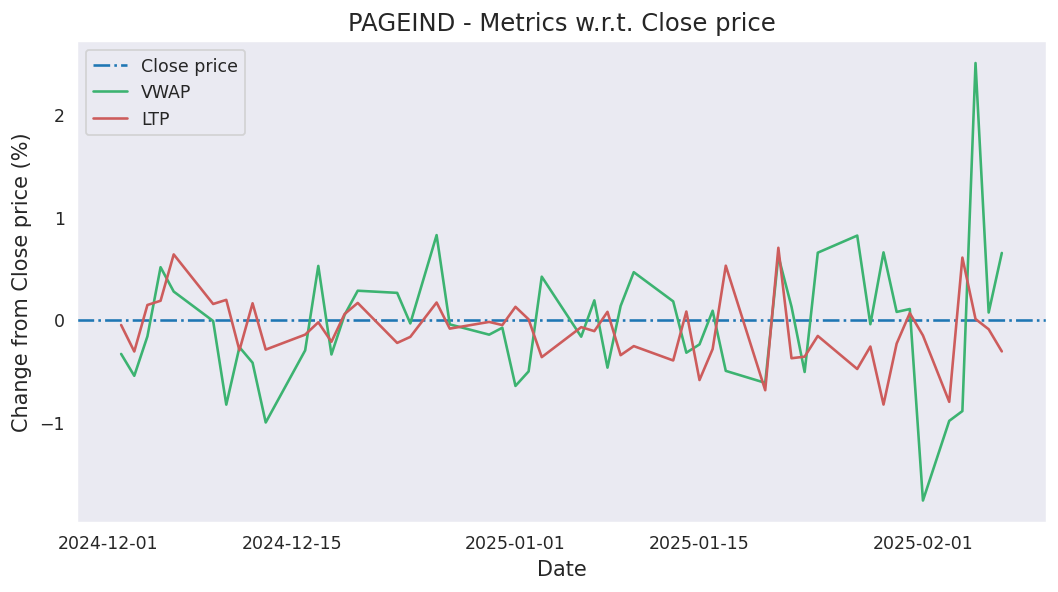 PAGEIND - Metrics w.r.t. Close price
Close price
VWAP
LTP
Change from Close price (%)
2
1
0
−1
2024-12-01
2024-12-15
2025-01-01
2025-01-15
2025-02-01
Date